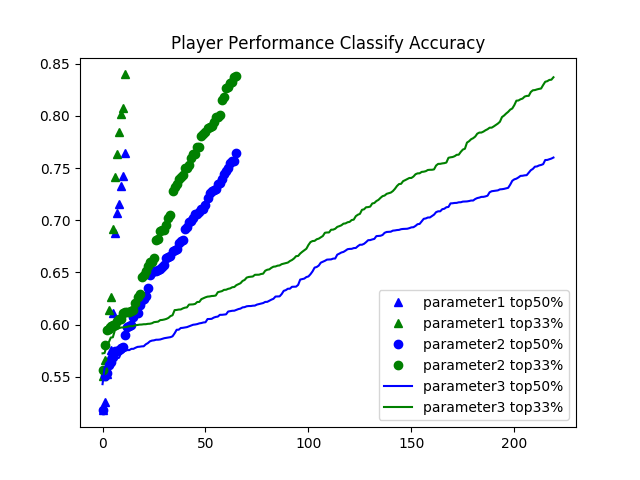 Player Performance Classify Accuracy
0.85
0.80
0.75
0.70
0.65
0.60
0.55
0
50
100
150
200
parameter1 top50%
parameter1 top33%
parameter2 top50%
parameter2 top33%
parameter3 top50%
parameter3 top33%